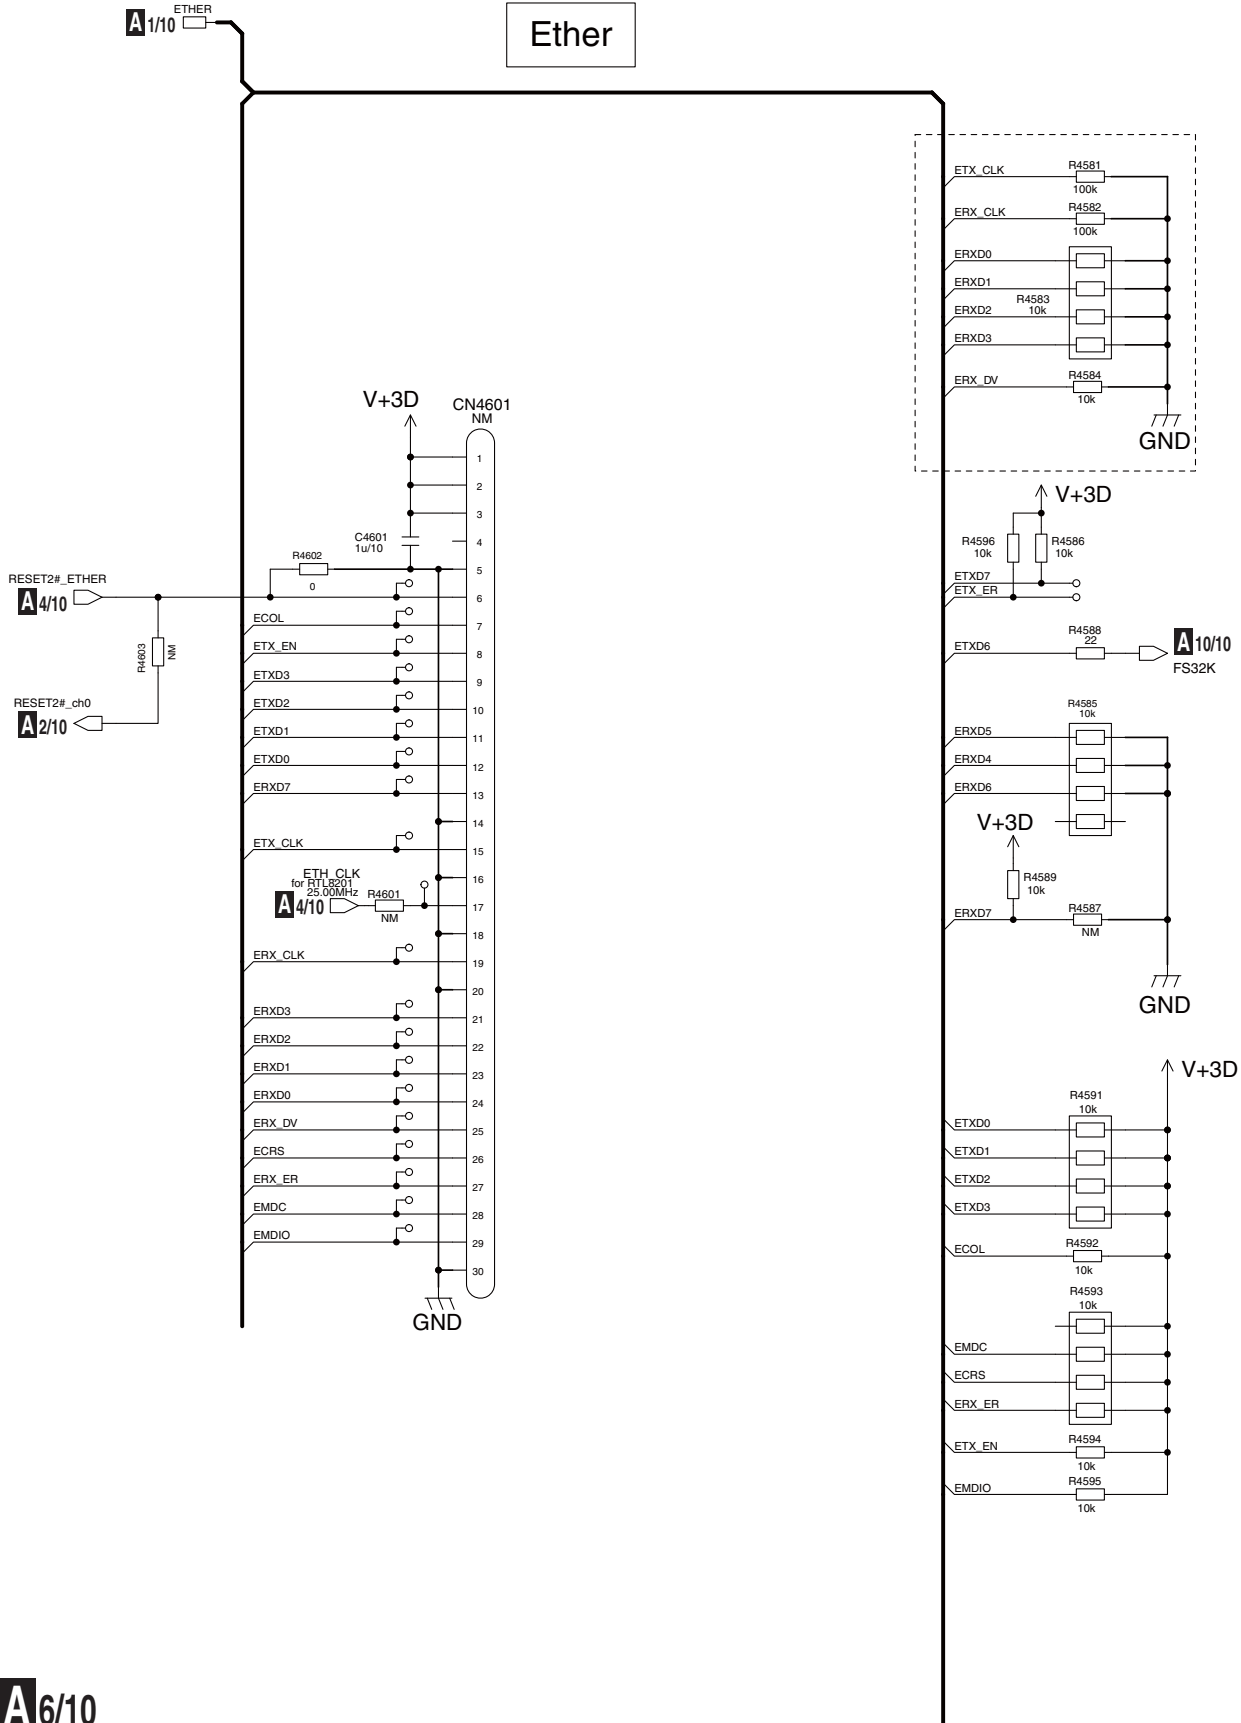 ETHER
A 1/10
Ether
ETX_CLK
R4581
100k
ERX_CLK
R4582
100k
ERXD0
ERXD1
ERXD2
R4583
10k
ERXD3
ERX_DV
R4584
10k
GND
V+3D
R4596
10k
R4586
10k
ETXD7
ETX_ER
ETXD6
R4588
22
A 10/10
FS32K
R4585
10k
ERXD5
ERXD4
ERXD6
V+3D
R4589
10k
ERXD7
R4587
NM
GND
V+3D
R4591
10k
ETXD0
ETXD1
ETXD2
ETXD3
ECOL
R4592
10k
R4593
10k
EMDC
ECRS
ERX_ER
ETX_EN
R4594
10k
EMDIO
R4595
10k
V+3D
CN4601
NM
1
2
3
C4601
1u/10
4
R4602
0
5
RESET2#_ETHER
A 4/10
6
R4603
NM
RESET2#_ch0
A 2/10
ECOL
7
ETX_EN
8
ETXD3
9
ETXD2
10
ETXD1
11
ETXD0
12
ERXD7
13
14
ETX_CLK
15
16
ETH_CLK
for RTL8201
25.00MHz
A 4/10
R4601
NM
17
18
ERX_CLK
19
20
ERXD3
21
ERXD2
22
ERXD1
23
ERXD0
24
ERX_DV
25
ECRS
26
ERX_ER
27
EMDC
28
EMDIO
29
30
GND
A 6/10